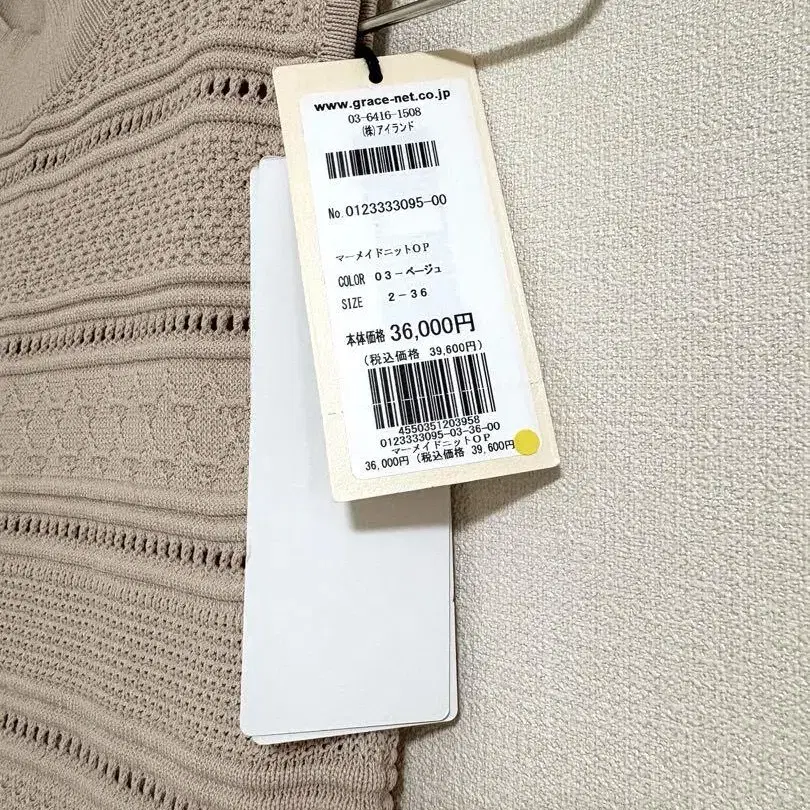 www.grace-net.co.jp
03-6416-1508
(株)アイランド
No.0123333095-00
マーメイドニットOP
COLOR 03-ベージュ
SIZE 2-36
本体価格 36,000円
(税込価格 39,600円)
4550351203958
0123333095-03-36-00
マーメイドニットOP
36,000円 (税込価格 39,600円)